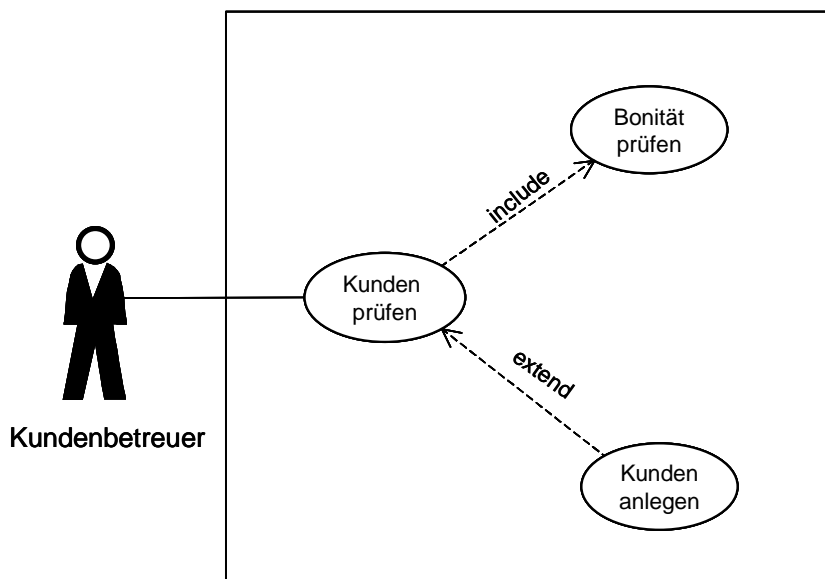 Bonität
prüfen
include
Kunden
prüfen
extend
Kundenbetreuer
Kunden
anlegen